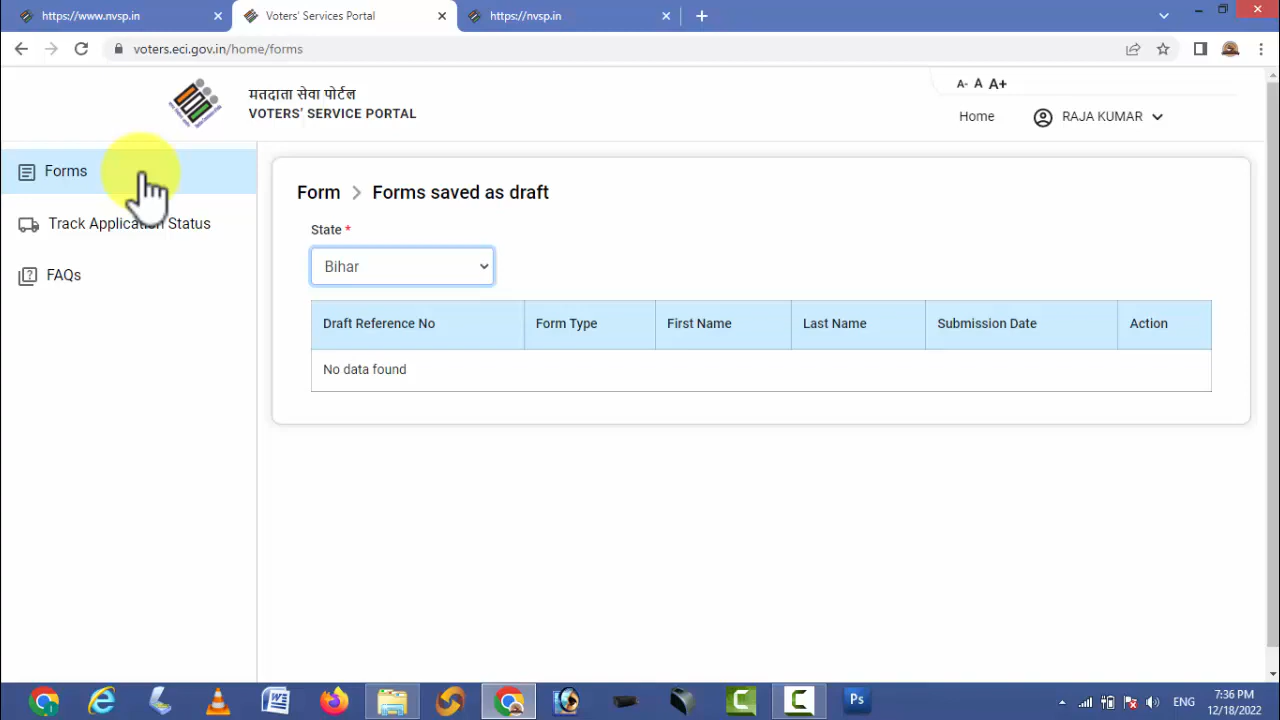 https://www.nvsp.in
Voters' Services Portal
https://nvsp.in
voters.eci.gov.in/home/forms
A- A A+
मतदाता सेवा पोर्टल
VOTERS' SERVICE PORTAL
Home
RAJA KUMAR
Forms
Track Application Status
FAQs
Form > Forms saved as draft
State *
Bihar
Draft Reference No
Form Type
First Name
Last Name
Submission Date
Action
No data found
Ps
ENG
7:36 PM
12/18/2022